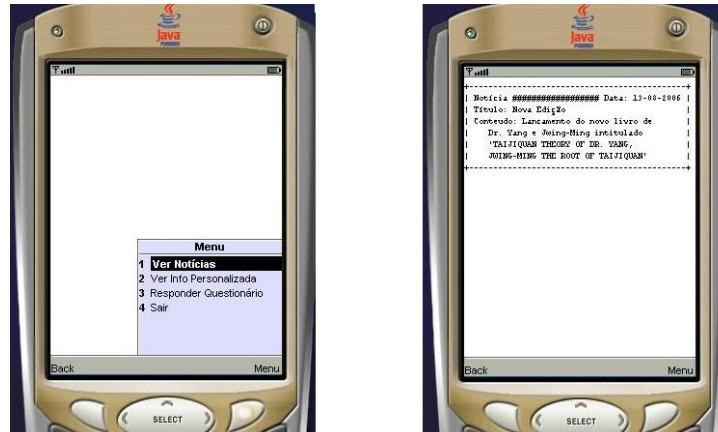 Java
POWERED
Menu
1 Ver Notícias
2 Ver Info Personalizada
3 Responder Questionário
4 Sair
Back Menu
SELECT
Java
POWERED
Notícia ################## Data: 13-08-2006
Título: Nova Edição
Conteudo: Lancamento do novo livro de
Dr. Yang e Jwing-Ming intitulado
'TAIJIQUAN THEORY OF DR. YANG,
JWING-MING THE ROOT OF TAIJIQUAN'
Back Menu
SELECT